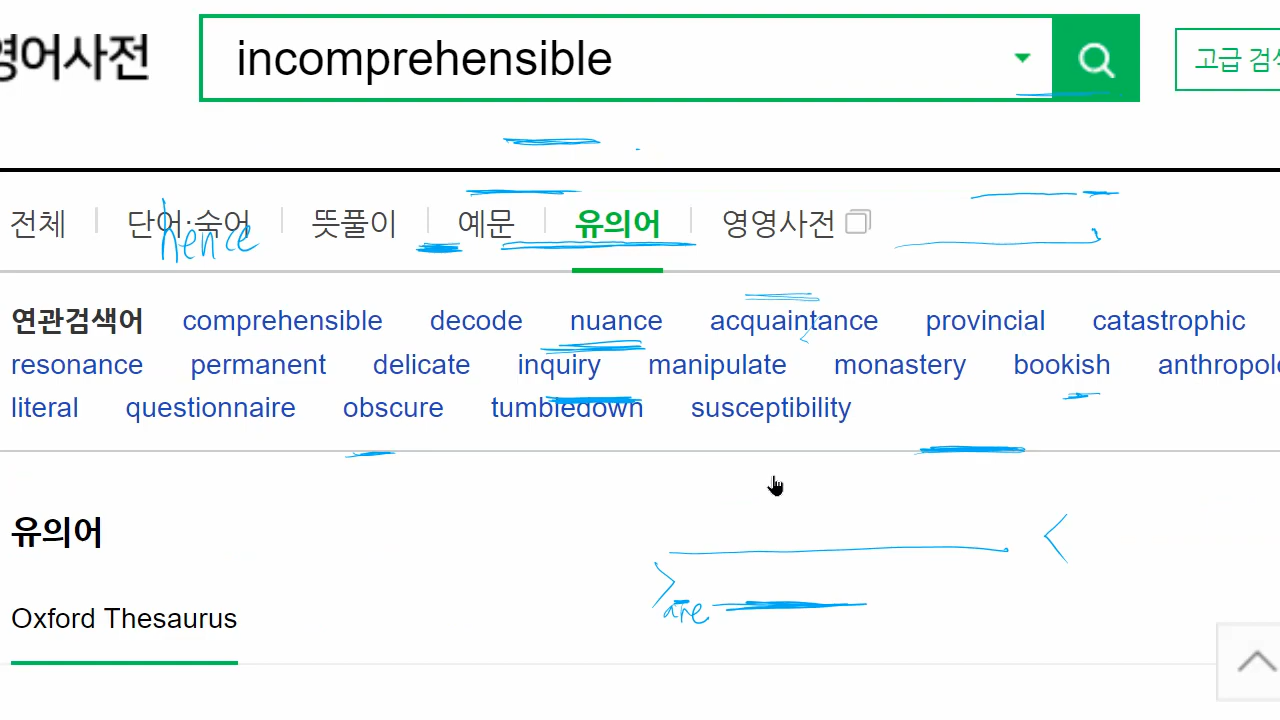 영어사전 incomprehensible 고급 검색
전체 단어·숙어 뜻풀이 예문 유의어 영영사전
hence
연관검색어 comprehensible decode nuance acquaintance provincial catastrophic
resonance permanent delicate inquiry manipulate monastery bookish anthropolo
literal questionnaire obscure tumbledown susceptibility
유의어
are
Oxford Thesaurus